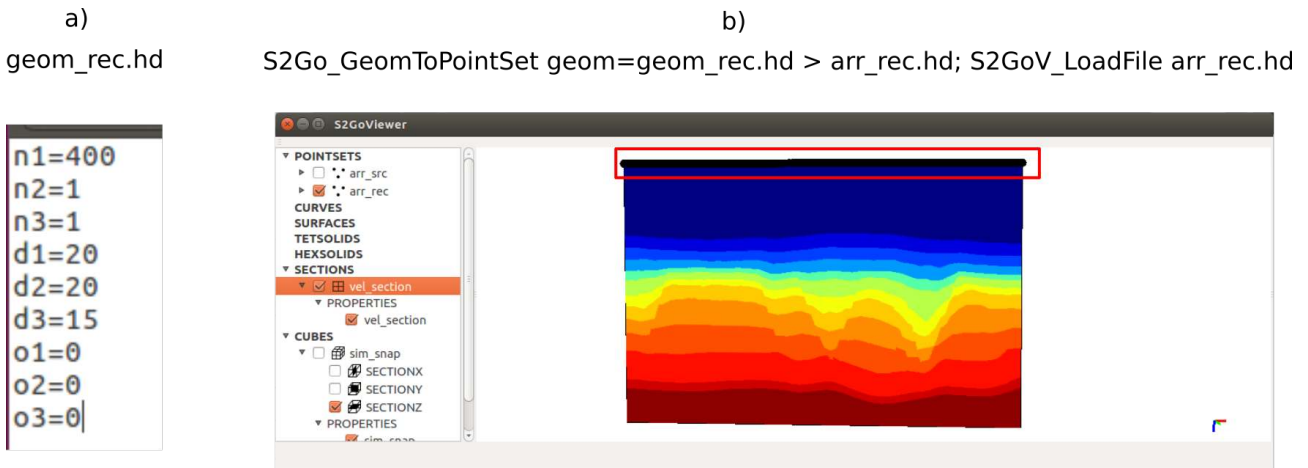 a)
geom_rec.hd
n1=400
n2=1
n3=1
d1=20
d2=20
d3=15
o1=0
o2=0
o3=0
b)
S2Go_GeomToPointSet geom=geom_rec.hd > arr_rec.hd; S2GoV_LoadFile arr_rec.hd
S2GoViewer
POINTSETS
arr_src
arr_rec
CURVES
SURFACES
TETSOLIDS
HEXSOLIDS
SECTIONS
vel_section
PROPERTIES
vel_section
CUBES
sim_snap
SECTIONX
SECTIONY
SECTIONZ
PROPERTIES
sim_snap